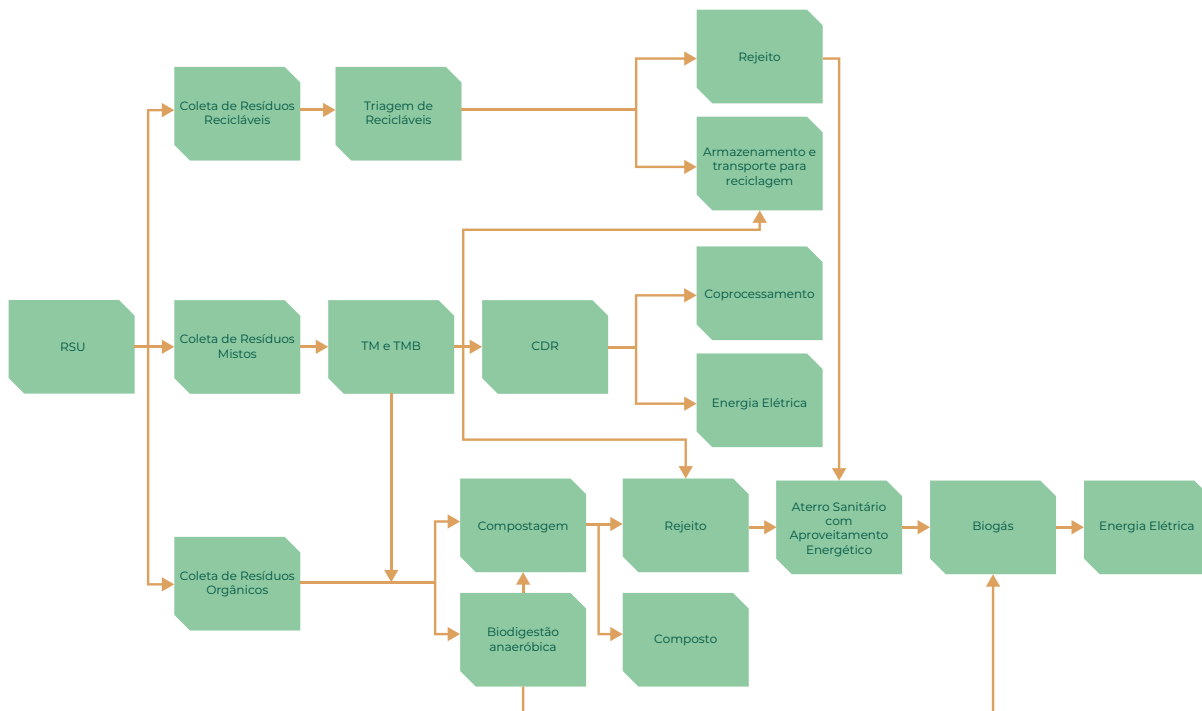 Rejeito
Coleta de Resíduos
Recicláveis
Triagem de
Recicláveis
Armazenamento e
transporte para
reciclagem
Coprocessamento
RSU
Coleta de Resíduos
Mistos
TM e TMB
CDR
Energia Elétrica
Compostagem
Rejeito
Aterro Sanitário
com
Aproveitamento
Energético
Biogás
Energia Elétrica
Coleta de Resíduos
Orgânicos
Biodigestão
anaeróbica
Composto